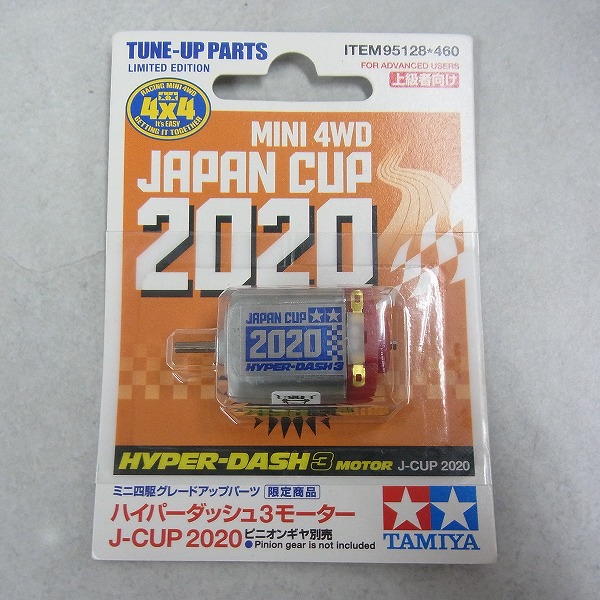 TUNE-UP PARTS
LIMITED EDITION
ITEM 95128*460
FOR ADVANCED USERS
上級者向け
RACING MINI 4WD
4x4
It's EASY
GETTING IT TOGETHER
MINI 4WD
JAPAN CUP
2020
JAPAN CUP
2020
HYPER-DASH 3
HYPER-DASH 3 MOTOR J-CUP 2020
ミニ四駆グレードアップパーツ 限定商品
ハイパーダッシュ3モーター
J-CUP 2020 ピニオンギヤ別売
●Pinion gear is not included
TAMIYA